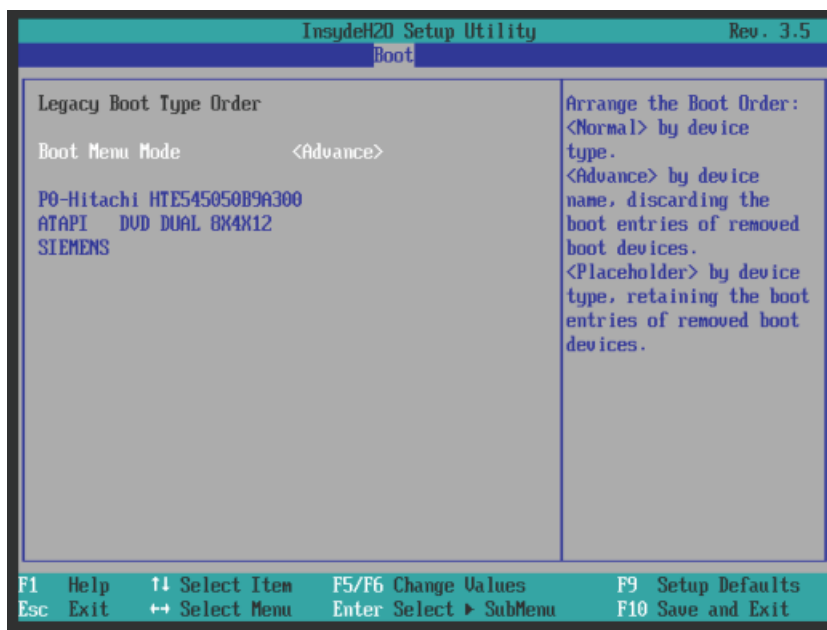 InsydeH20 Setup Utility Rev. 3.5
Boot
Legacy Boot Type Order
Boot Menu Mode <Advance>
P0-Hitachi HTE545050B9A300
ATAPI DVD DUAL 8X4X12
SIEMENS
Arrange the Boot Order:
<Normal> by device
type.
<Advance> by device
name, discarding the
boot entries of removed
boot devices.
<Placeholder> by device
type, retaining the boot
entries of removed boot
devices.
F1 Help ↑↓ Select Item F5/F6 Change Values F9 Setup Defaults
Esc Exit ↔ Select Menu Enter Select ▶ SubMenu F10 Save and Exit